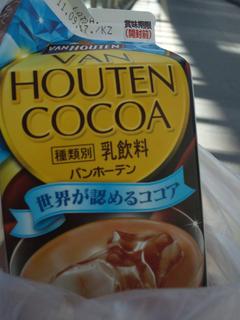 賞味期限
(開封前)
VAN HOUTEN
VAN
HOUTEN
COCOA
種類別 乳飲料
バンホーテン
世界が認めるココア